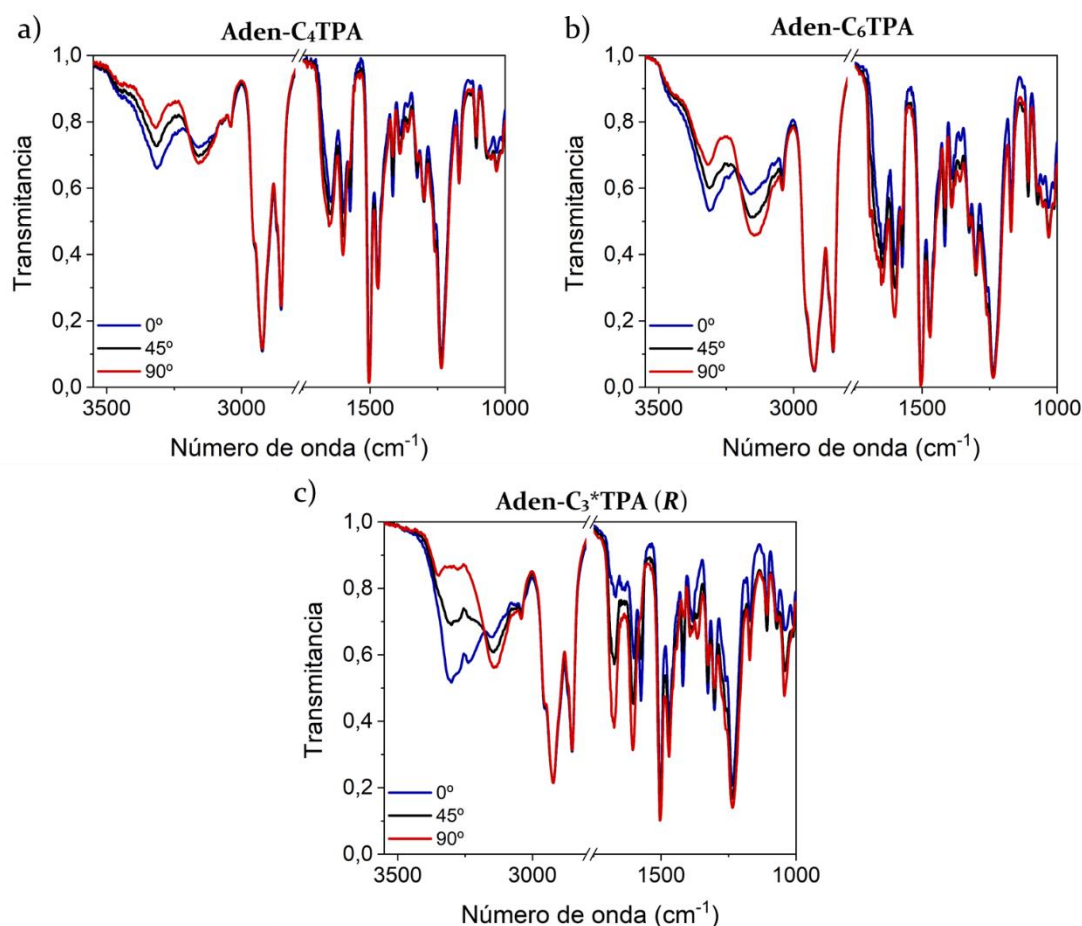 a)
Aden-C₄TPA
Transmitancia
1,0
0,8
0,6
0,4
0,2
0,0
0º
45º
90º
3500 3000 1500 1000
Número de onda (cm⁻¹)
b)
Aden-C₆TPA
Transmitancia
1,0
0,8
0,6
0,4
0,2
0,0
0º
45º
90º
3500 3000 1500 1000
Número de onda (cm⁻¹)
c)
Aden-C₃*TPA (R)
Transmitancia
1,0
0,8
0,6
0,4
0,2
0,0
0º
45º
90º
3500 3000 1500 1000
Número de onda (cm⁻¹)